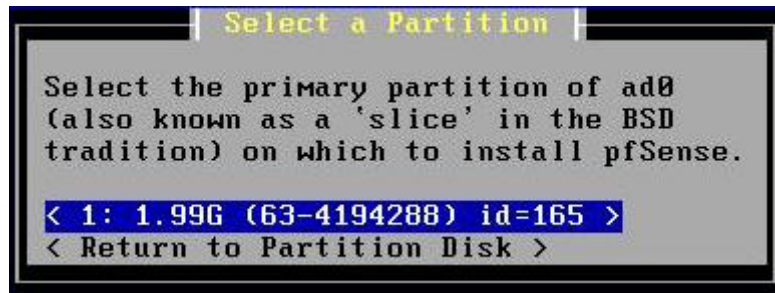 Select a Partition
Select the primary partition of ad0
(also known as a 'slice' in the BSD
tradition) on which to install pfSense.
< 1: 1.99G (63-4194288) id=165 >
< Return to Partition Disk >